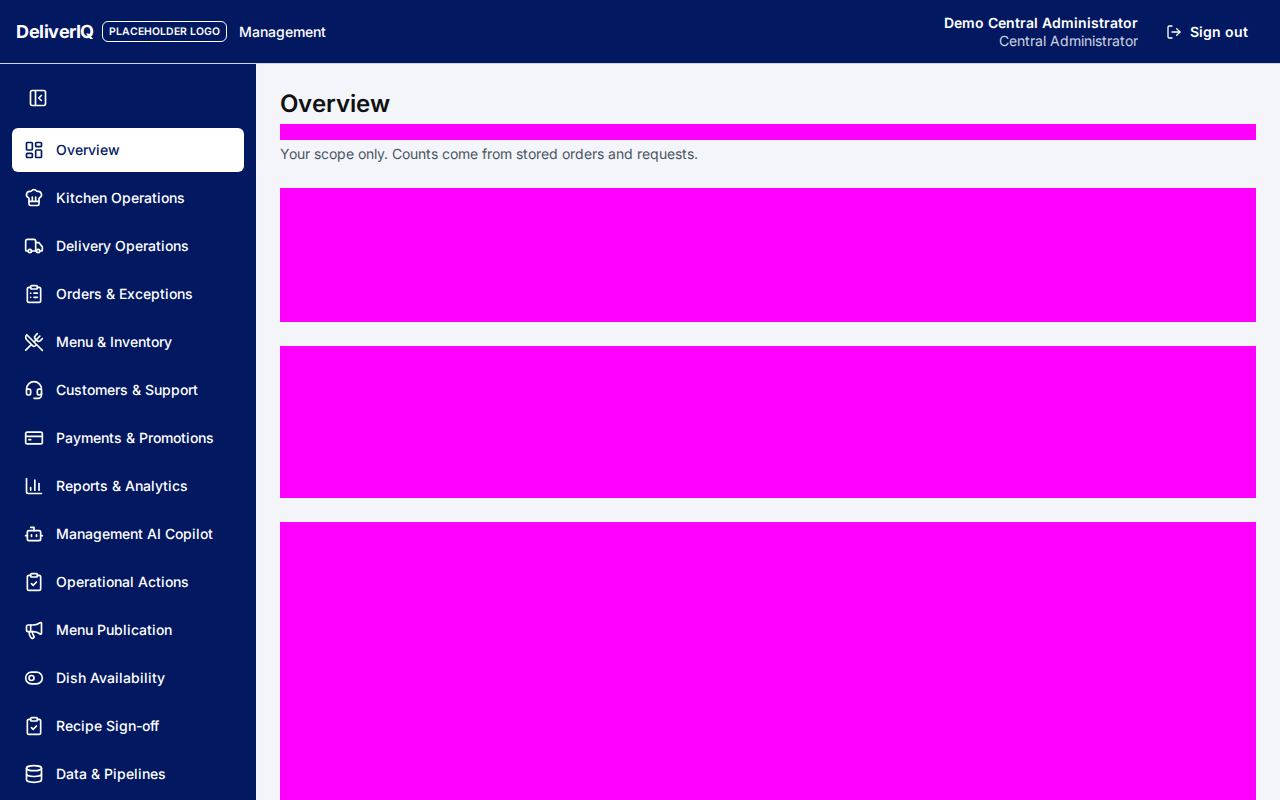 DeliverIQ
PLACEHOLDER LOGO
Management
Demo Central Administrator
Central Administrator
Sign out
Overview
Kitchen Operations
Delivery Operations
Orders & Exceptions
Menu & Inventory
Customers & Support
Payments & Promotions
Reports & Analytics
Management AI Copilot
Operational Actions
Menu Publication
Dish Availability
Recipe Sign-off
Data & Pipelines
Overview
Your scope only. Counts come from stored orders and requests.